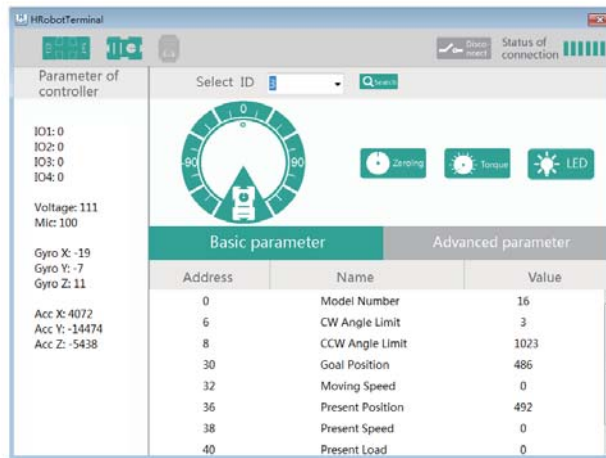 HRobotTerminal
Disco
nnect
Status of
connection
Parameter of
controller
Select ID 3 Search
IO1: 0
IO2: 0
IO3: 0
IO4: 0
Voltage: 111
Mic: 100
Gyro X: -19
Gyro Y: -7
Gyro Z: 11
Acc X: 4072
Acc Y: -14474
Acc Z: -5438
0
-90 90
Zeroing Torque LED
Basic parameter Advanced parameter
Address Name Value
0 Model Number 16
6 CW Angle Limit 3
8 CCW Angle Limit 1023
30 Goal Position 486
32 Moving Speed 0
36 Present Position 492
38 Present Speed 0
40 Present Load 0